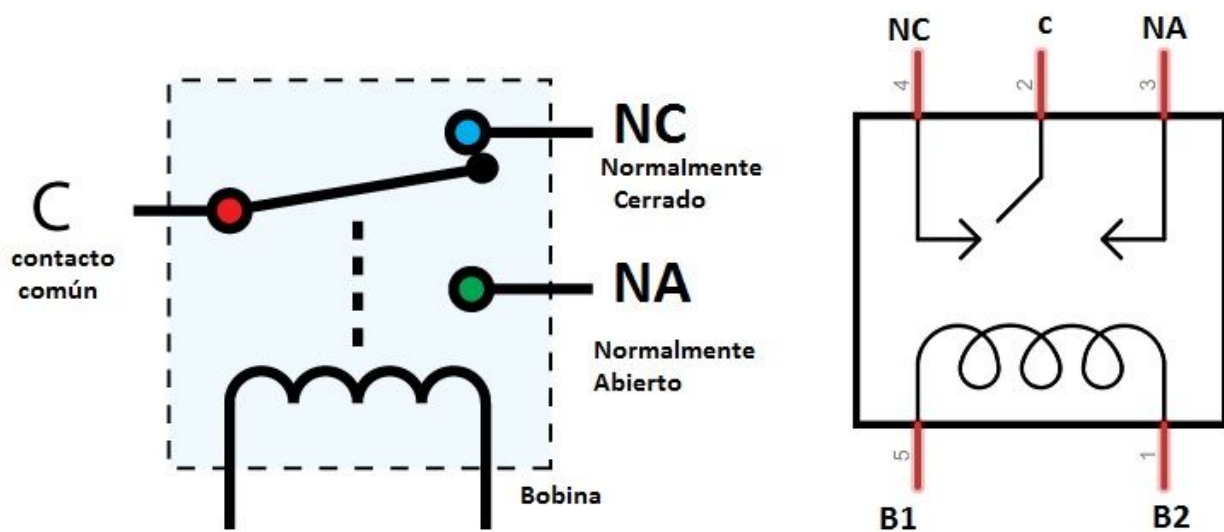 C
contacto
común
NC
Normalmente
Cerrado
NA
Normalmente
Abierto
Bobina
NC
c
NA
4
2
3
5
1
B1
B2